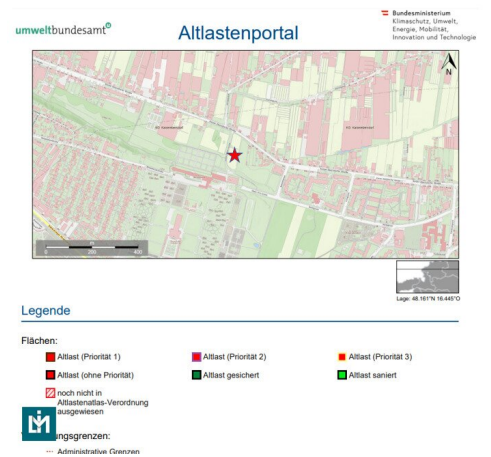 umweltbundesamt
Altlastenportal
Bundesministerium
Klimaschutz, Umwelt,
Energie, Mobilität,
Innovation und Technologie
N
m
0 200 400
Lage: 48.161°N 16.445°O
Legende
Flächen:
Altlast (Priorität 1)
Altlast (Priorität 2)
Altlast (Priorität 3)
Altlast (ohne Priorität)
Altlast gesichert
Altlast saniert
noch nicht in
Altlastenatlas-Verordnung
ausgewiesen
ungsgrenzen:
Administrative Grenzen